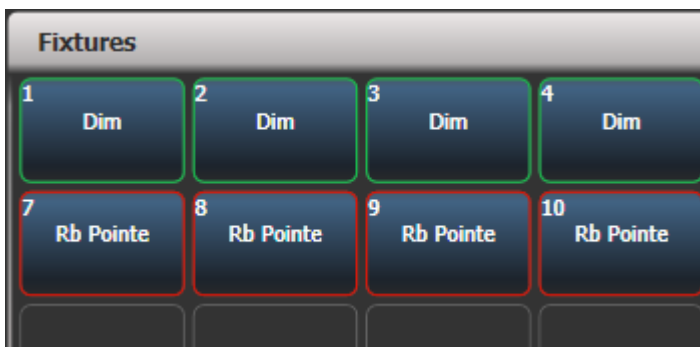 Fixtures
1 2 3 4
Dim Dim Dim Dim
7 8 9 10
Rb Pointe Rb Pointe Rb Pointe Rb Pointe